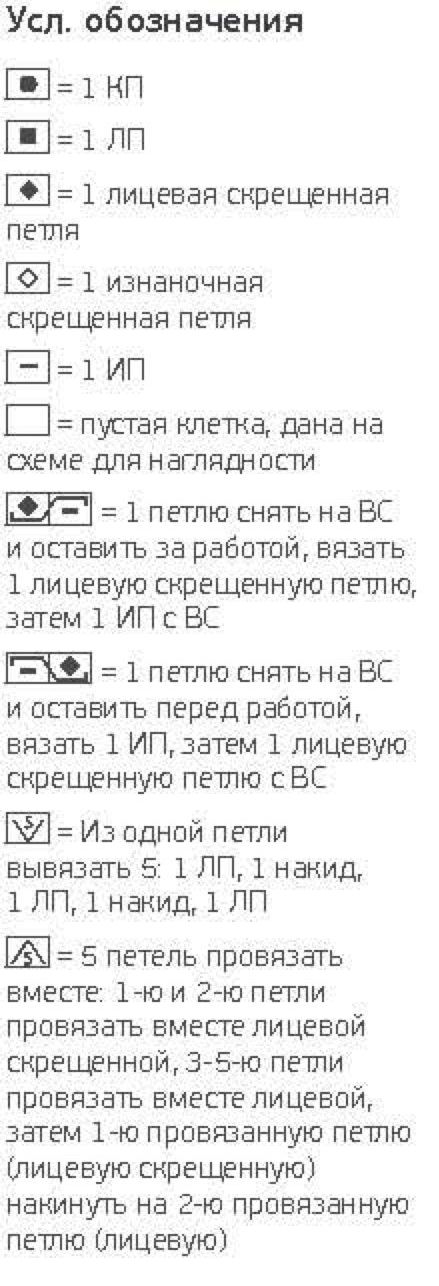 Усл. обозначения
= 1 КП
= 1 ЛП
= 1 лицевая скрещенная
петля
= 1 изнаночная
скрещенная петля
= 1 ИП
= пустая клетка, дана на
схеме для наглядности
= 1 петлю снять на ВС
и оставить за работой, вязать
1 лицевую скрещенную петлю,
затем 1 ИП с ВС
= 1 петлю снять на ВС
и оставить перед работой,
вязать 1 ИП, затем 1 лицевую
скрещенную петлю с ВС
5 = Из одной петли
вывязать 5: 1 ЛП, 1 накид,
1 ЛП, 1 накид, 1 ЛП
5 = 5 петель провязать
вместе: 1-ю и 2-ю петли
провязать вместе лицевой
скрещенной, 3-5-ю петли
провязать вместе лицевой,
затем 1-ю провязанную петлю
(лицевую скрещенную)
накинуть на 2-ю провязанную
петлю (лицевую)